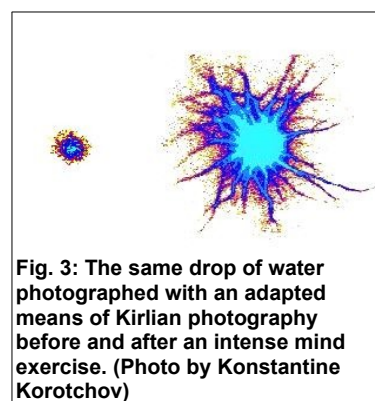 Fig. 3: The same drop of water
photographed with an adapted
means of Kirlian photography
before and after an intense mind
exercise. (Photo by Konstantine
Korotchov)